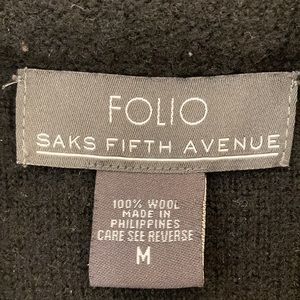 FOLIO
SAKS FIFTH AVENUE
100% WOOL
MADE IN
PHILIPPINES
CARE SEE REVERSE
M